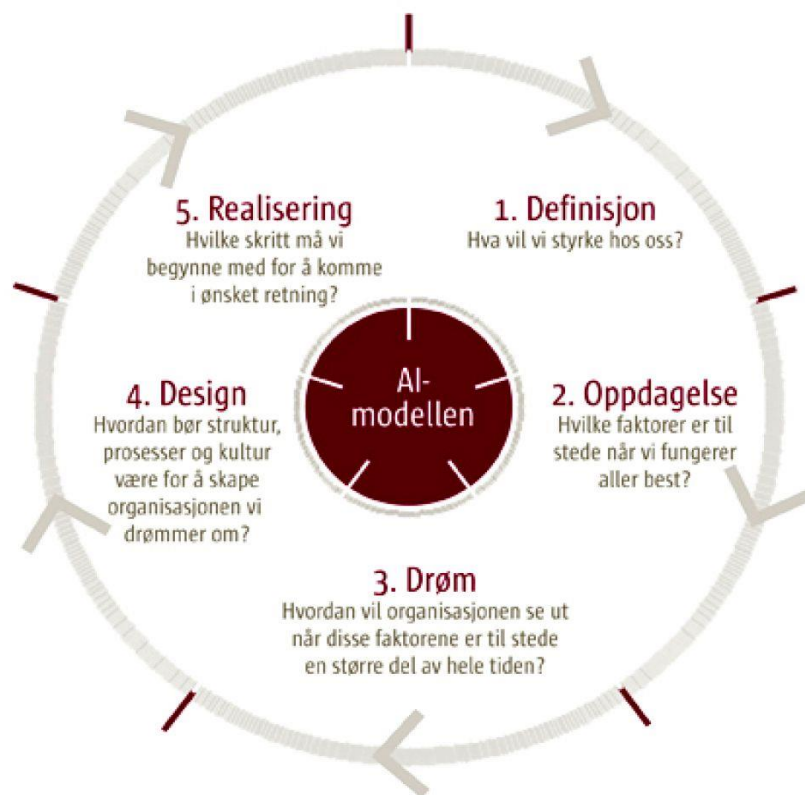 AI-
modellen
1. Definisjon
Hva vil vi styrke hos oss?
2. Oppdagelse
Hvilke faktorer er til
stede når vi fungerer
aller best?
3. Drøm
Hvordan vil organisasjonen se ut
når disse faktorene er til stede
en større del av hele tiden?
4. Design
Hvordan bør struktur,
prosesser og kultur
være for å skape
organisasjonen vi
drømmer om?
5. Realisering
Hvilke skritt må vi
begynne med for å komme
i ønsket retning?